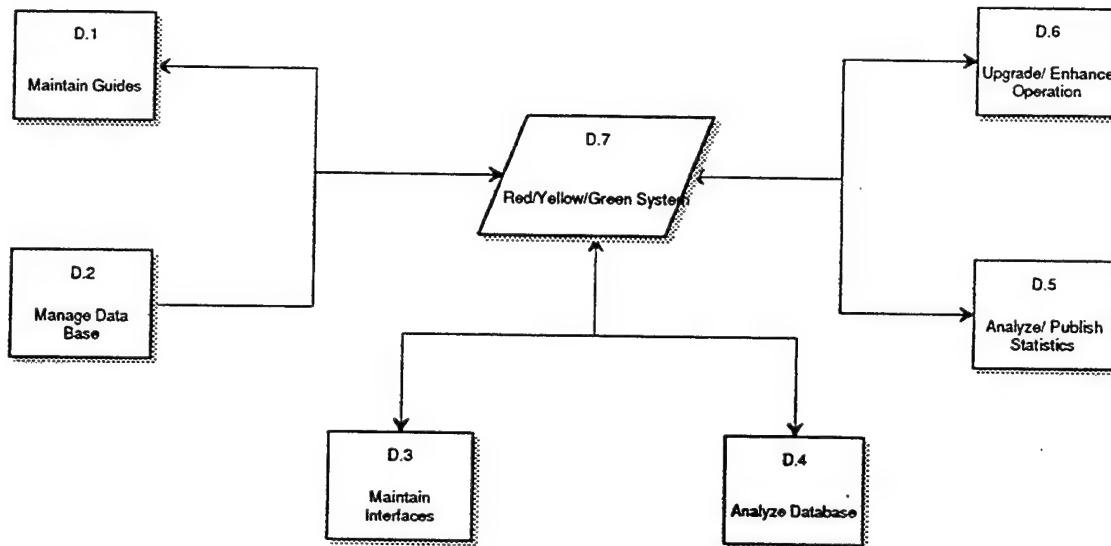 D.1
Maintain Guides
D.6
Upgrade/ Enhance
Operation
D.7
Red/Yellow/Green System
D.2
Manage Data
Base
D.5
Analyze/ Publish
Statistics
D.3
Maintain
Interfaces
D.4
Analyze Database